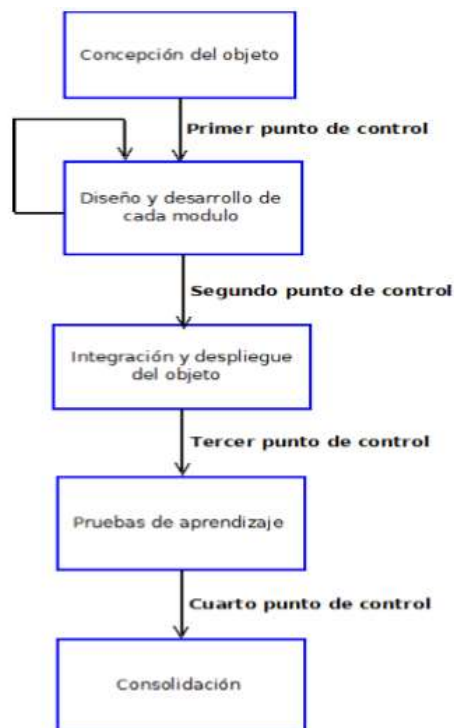 Concepción del objeto
Primer punto de control
Diseño y desarrollo de
cada modulo
Segundo punto de control
Integración y despliegue
del objeto
Tercer punto de control
Pruebas de aprendizaje
Cuarto punto de control
Consolidación